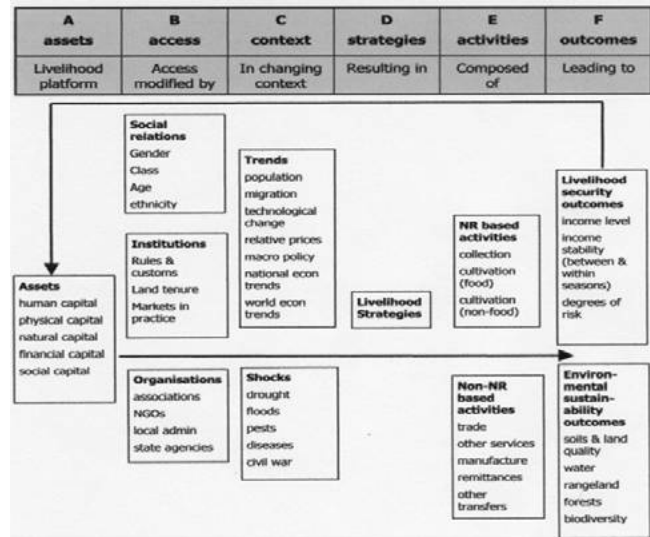 A
assets
B
access
C
context
D
strategies
E
activities
F
outcomes
Livelihood
platform
Access
modified by
In changing
context
Resulting in
Composed
of
Leading to
Assets
human capital
physical capital
natural capital
financial capital
social capital
Social
relations
Gender
Class
Age
ethnicity
Institutions
Rules &
customs
Land tenure
Markets in
practice
Organisations
associations
NGOs
local admin
state agencies
Trends
population
migration
technological
change
relative prices
macro policy
national econ
trends
world econ
trends
Shocks
drought
floods
pests
diseases
civil war
Livelihood
Strategies
NR based
activities
collection
cultivation
(food)
cultivation
(non-food)
Non-NR
based
activities
trade
other services
manufacture
remittances
other
transfers
Livelihood
security
outcomes
income level
income
stability
(between &
within
seasons)
degrees of
risk
Environ-
mental
sustain-
ability
outcomes
soils & land
quality
water
rangeland
forests
biodiversity